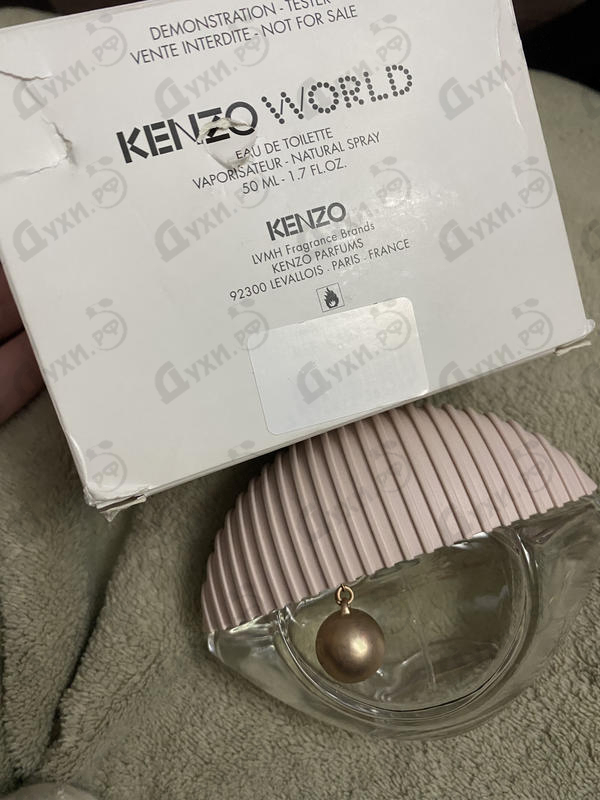 DEMONSTRATION - TESTER
VENTE INTERDITE - NOT FOR SALE
KENZO WORLD
EAU DE TOILETTE
VAPORISATEUR - NATURAL SPRAY
50 ML - 1.7 FL.OZ.
KENZO
LVMH Fragrance Brands
KENZO PARFUMS
92300 LEVALLOIS - PARIS - FRANCE
Духи.рф